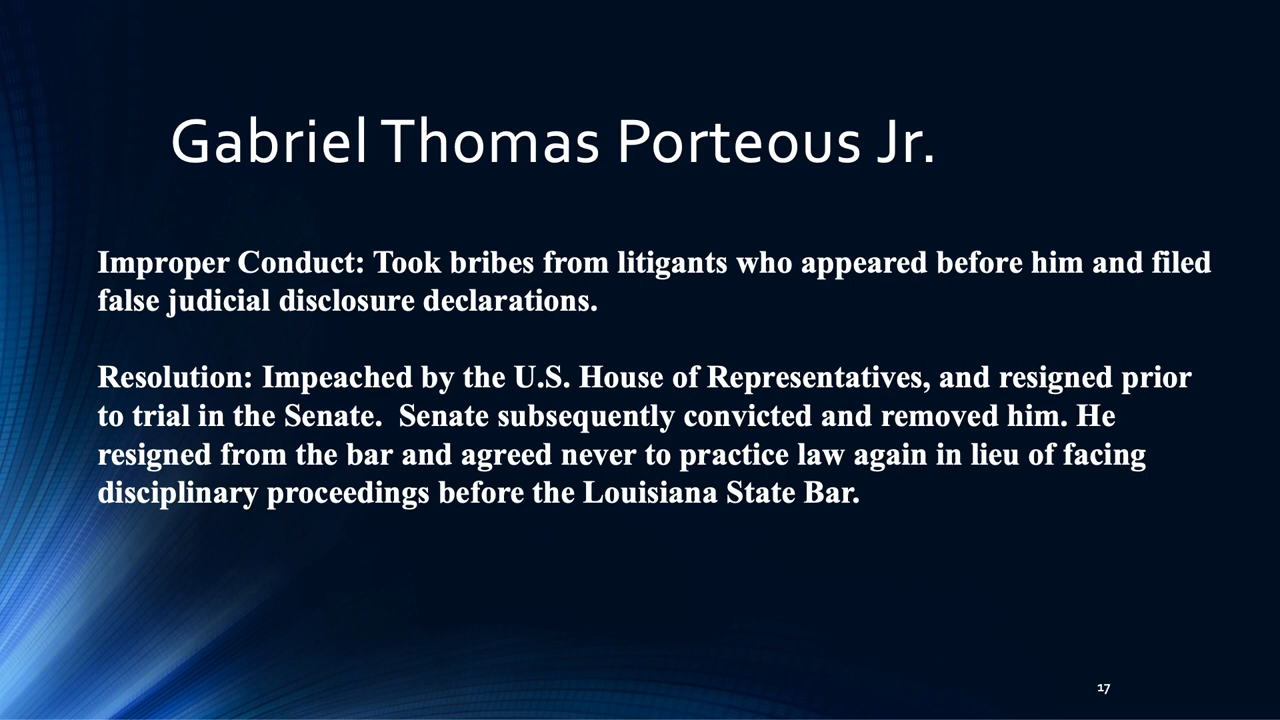 Gabriel Thomas Porteous Jr.
Improper Conduct: Took bribes from litigants who appeared before him and filed
false judicial disclosure declarations.
Resolution: Impeached by the U.S. House of Representatives, and resigned prior
to trial in the Senate.  Senate subsequently convicted and removed him. He
resigned from the bar and agreed never to practice law again in lieu of facing
disciplinary proceedings before the Louisiana State Bar.
17